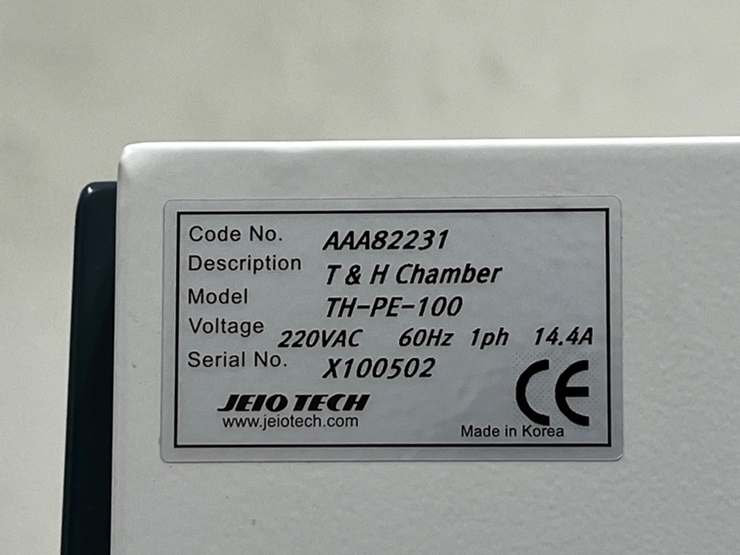 Code No. AAA82231
Description T & H Chamber
Model TH-PE-100
Voltage 220VAC 60Hz 1ph 14.4A
Serial No. X100502
JEIO TECH
www.jeiotech.com
CE
Made in Korea